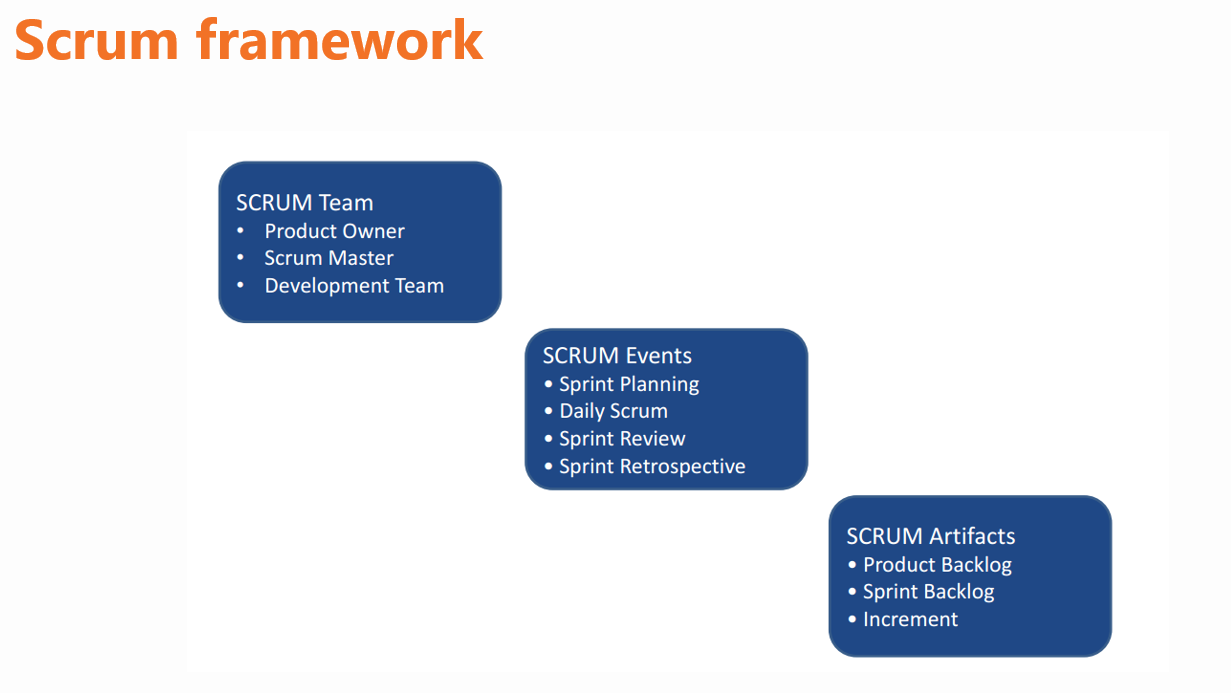 Scrum framework
SCRUM Team
• Product Owner
• Scrum Master
• Development Team
SCRUM Events
• Sprint Planning
• Daily Scrum
• Sprint Review
• Sprint Retrospective
SCRUM Artifacts
• Product Backlog
• Sprint Backlog
• Increment